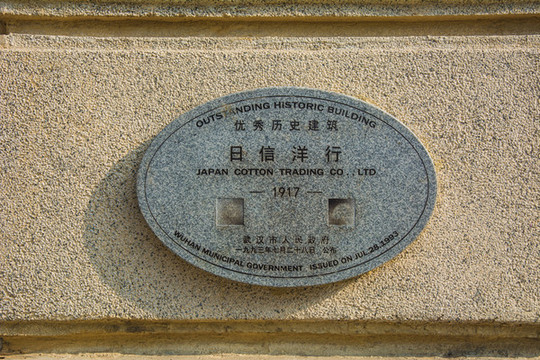 OUTSTANDING HISTORIC BUILDING
优秀历史建筑
日信洋行
JAPAN COTTON TRADING CO., LTD
— 1917 —
武汉市人民政府
一九九三年七月二十八日 公布
WUHAN MUNICIPAL GOVERNMENT ISSUED ON JUL.28.1993